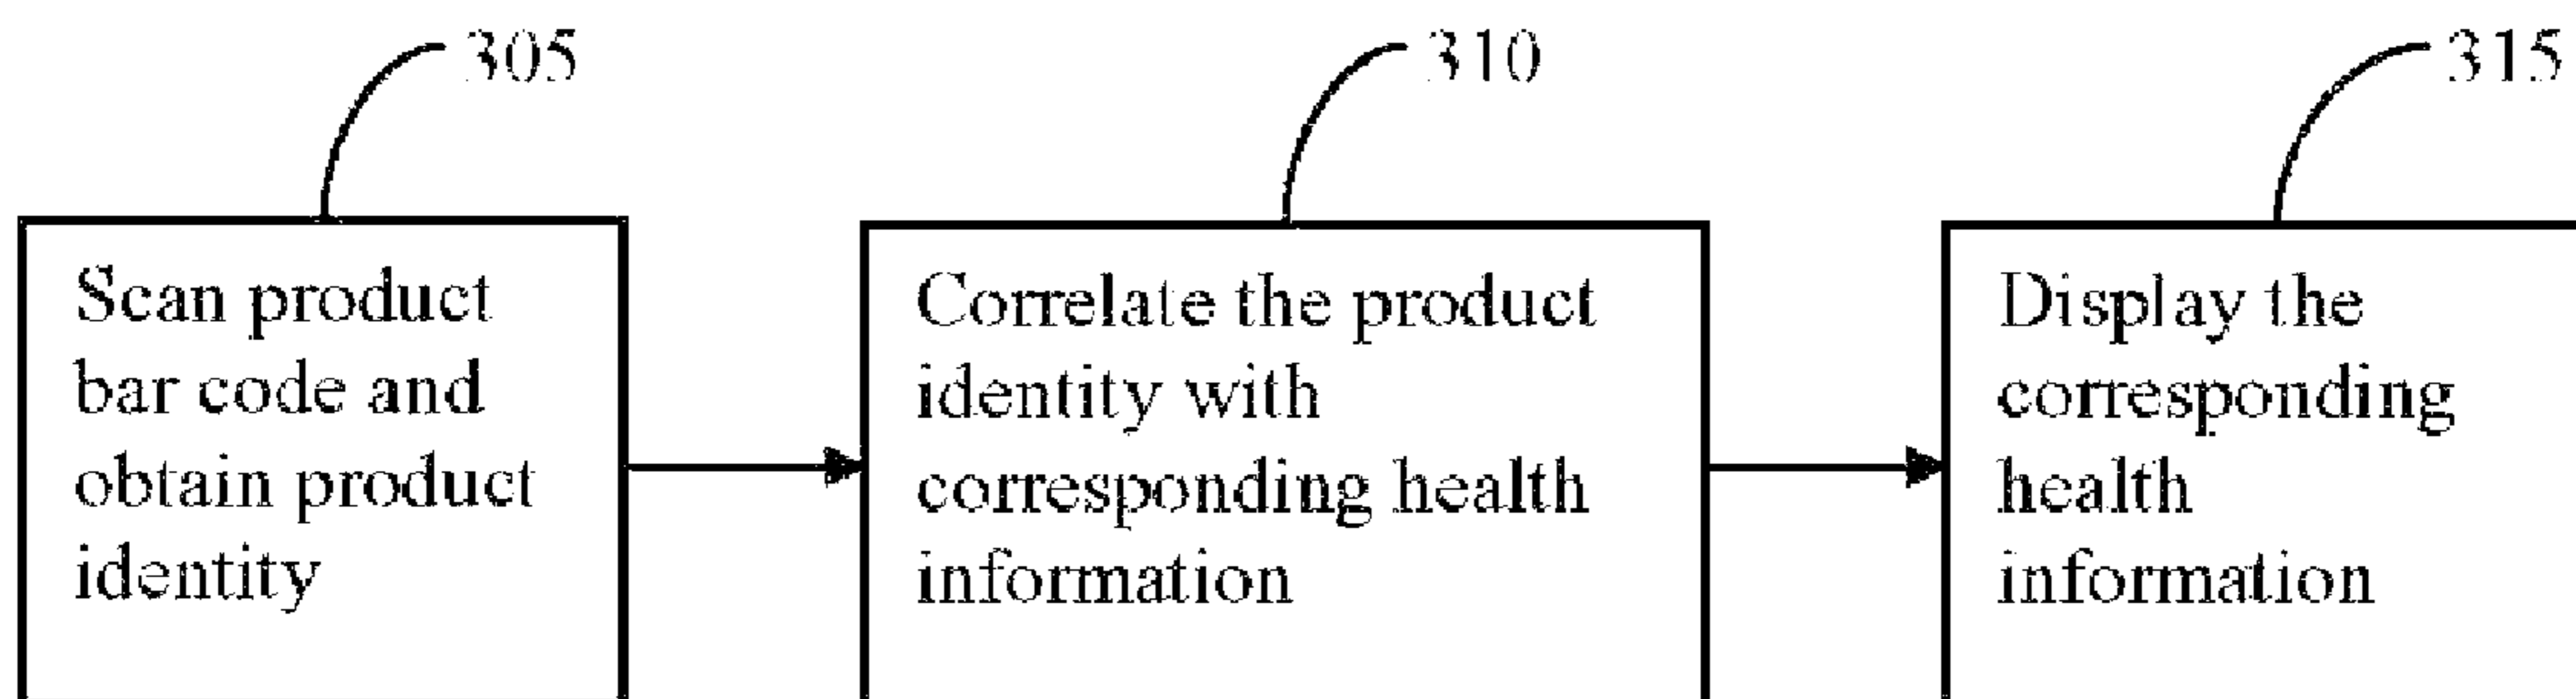 305
310
315
Scan product
bar code and
obtain product
identity
Correlate the product
identity with
corresponding health
information
Display the
corresponding
health
information